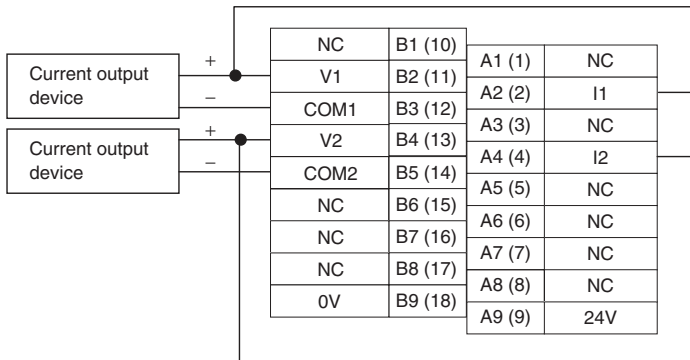 Current output
device
+
−
Current output
device
+
−
NC B1 (10)
V1 B2 (11)
COM1 B3 (12)
V2 B4 (13)
COM2 B5 (14)
NC B6 (15)
NC B7 (16)
NC B8 (17)
0V B9 (18)
A1 (1) NC
A2 (2) I1
A3 (3) NC
A4 (4) I2
A5 (5) NC
A6 (6) NC
A7 (7) NC
A8 (8) NC
A9 (9) 24V